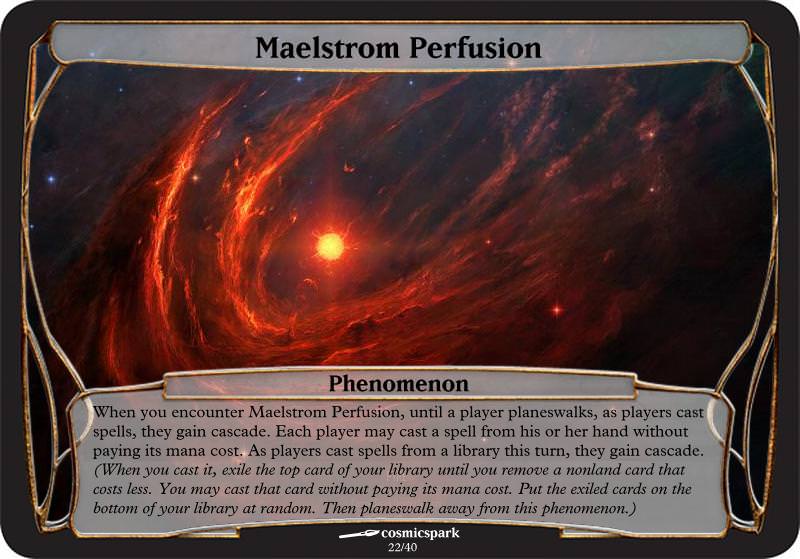 Maelstrom Perfusion
Phenomenon
When you encounter Maelstrom Perfusion, until a player planeswalks, as players cast
spells, they gain cascade. Each player may cast a spell from his or her hand without
paying its mana cost. As players cast spells from a library this turn, they gain cascade.
(When you cast it, exile the top card of your library until you remove a nonland card that
costs less. You may cast that card without paying its mana cost. Put the exiled cards on the
bottom of your library at random. Then planeswalk away from this phenomenon.)
cosmicspark
22/40